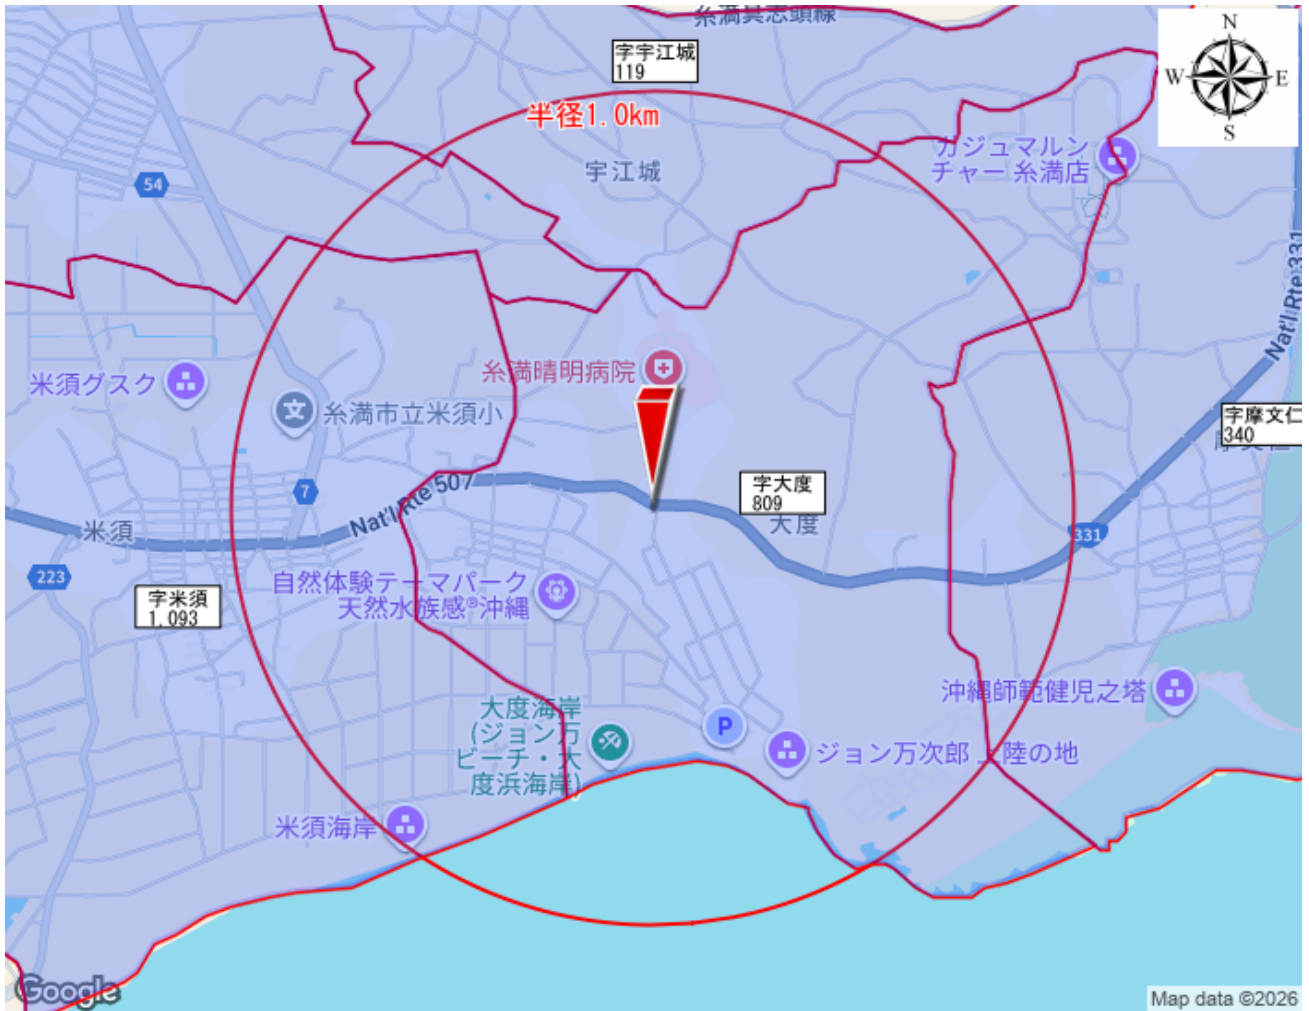 糸満具志頭線
N
W
E
S
字宇江城
119
半径1.0km
宇江城
ガジュマルン
チャー 糸満店
54
Nat'l Rte 331
糸満晴明病院
米須グスク
糸満市立米須小
字摩文仁
340
字大度
809
大度
7
Nat'l Rte 507
米須
331
223
字米須
1,093
自然体験テーマパーク
天然水族感®沖縄
大度海岸
(ジョン万
ビーチ・大
度浜海岸)
P
ジョン万次郎 上陸の地
沖縄師範健児之塔
米須海岸
Google
Map data ©2026